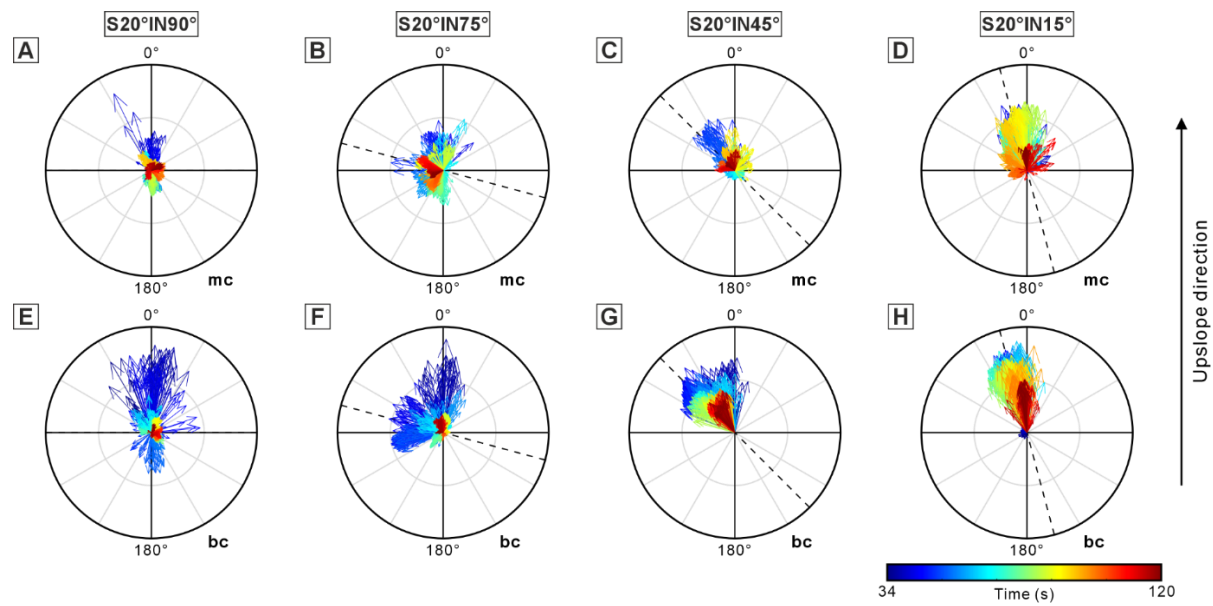 S20°IN90°
S20°IN75°
S20°IN45°
S20°IN15°
A
0°
180°
mc
B
0°
180°
mc
C
0°
180°
mc
D
0°
180°
mc
E
0°
180°
bc
F
0°
180°
bc
G
0°
180°
bc
H
0°
180°
bc
Upslope direction
34
Time (s)
120